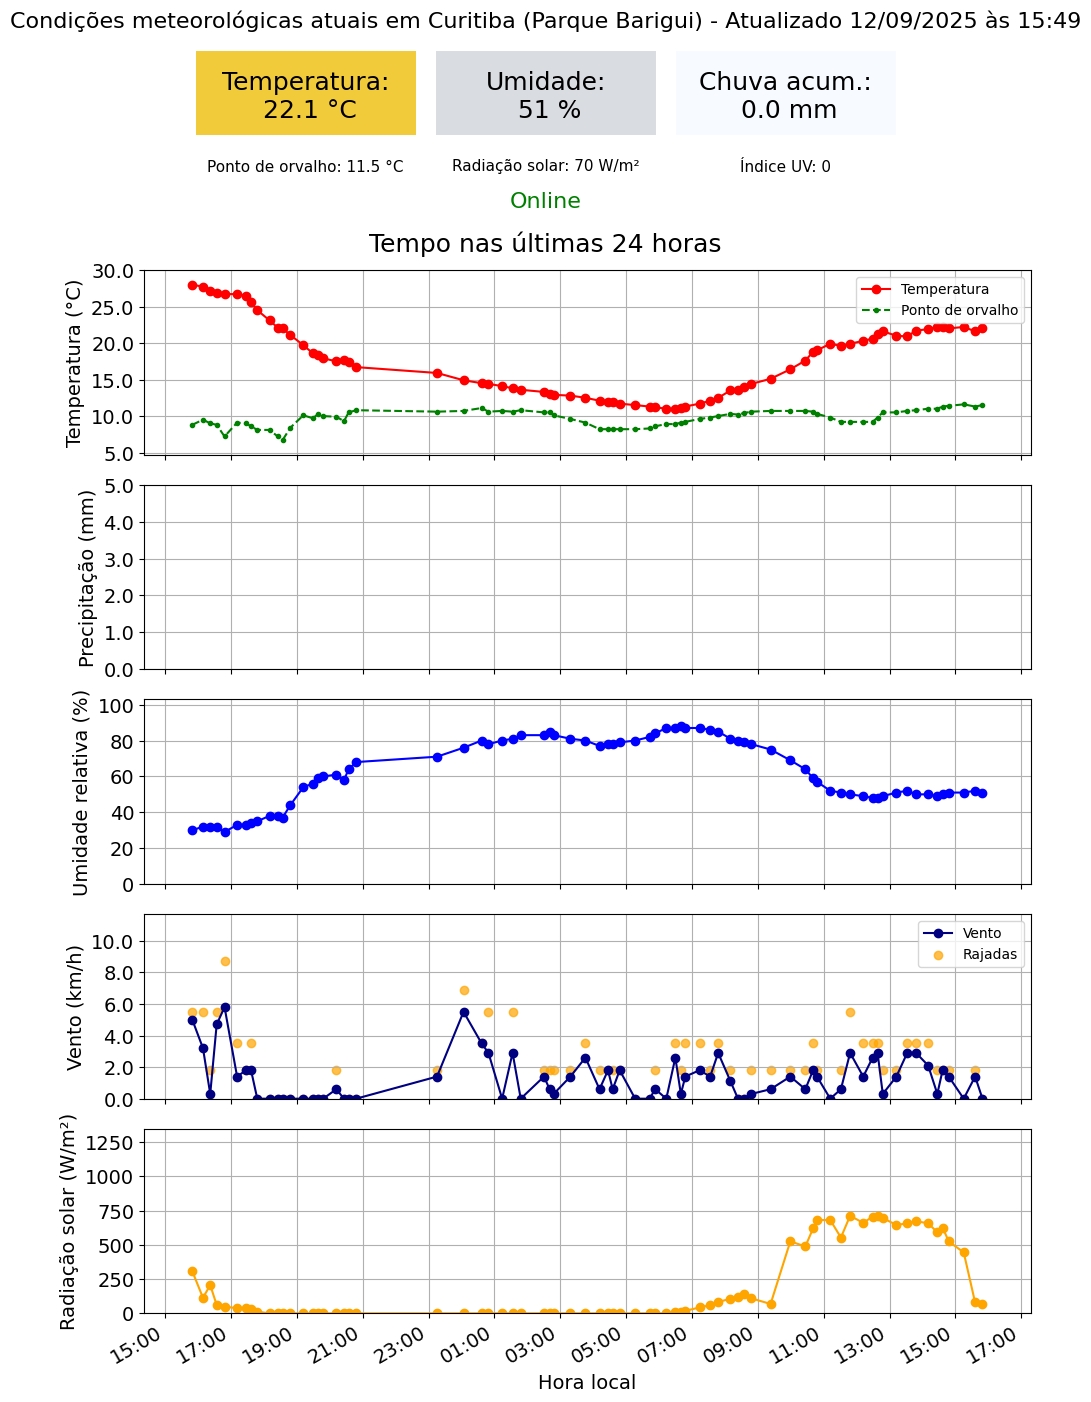 Condições meteorológicas atuais em Curitiba (Parque Barigui) - Atualizado 12/09/2025 às 15:49
Temperatura:
22.1 °C
Umidade:
51 %
Chuva acum.:
0.0 mm
Ponto de orvalho: 11.5 °C
Radiação solar: 70 W/m²
Índice UV: 0
Online
Tempo nas últimas 24 horas
Temperatura (°C)
30.0
25.0
20.0
15.0
10.0
5.0
Temperatura
Ponto de orvalho
Precipitação (mm)
5.0
4.0
3.0
2.0
1.0
0.0
Umidade relativa (%)
100
80
60
40
20
0
Vento (km/h)
10.0
8.0
6.0
4.0
2.0
0.0
Vento
Rajadas
Radiação solar (W/m²)
1250
1000
750
500
250
0
15:00
17:00
19:00
21:00
23:00
01:00
03:00
05:00
07:00
09:00
11:00
13:00
15:00
17:00
Hora local